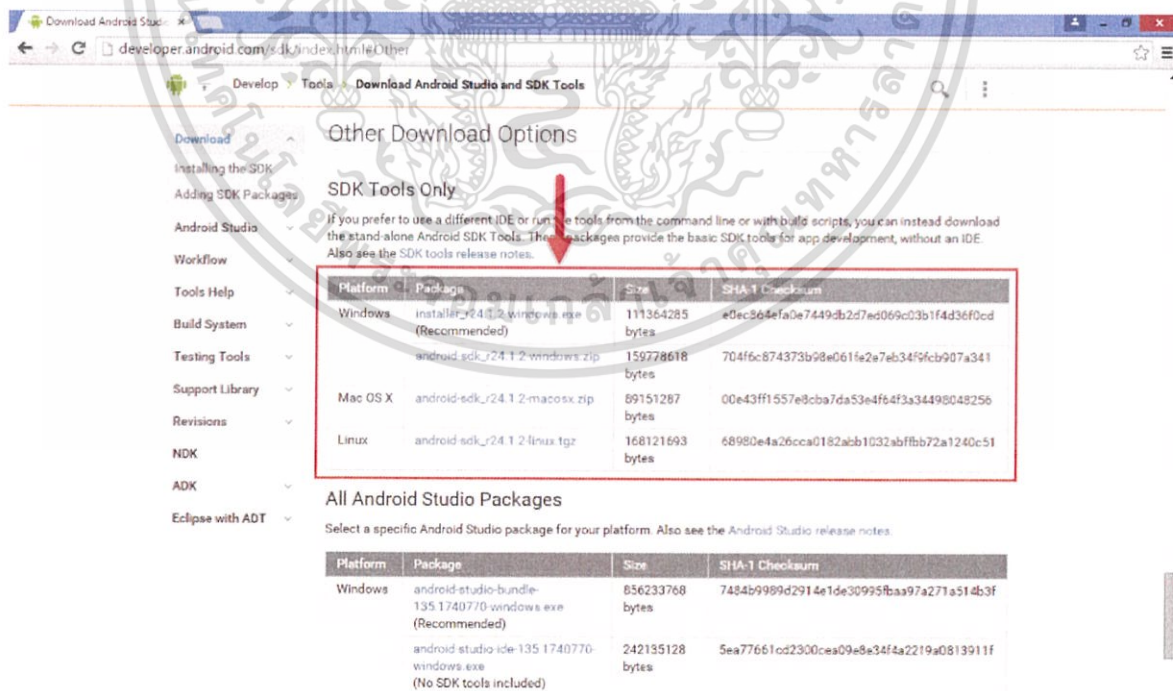 Download Android Stud
developer.android.com/sdk/index.html#Other
Develop > Tools > Download Android Studio and SDK Tools
Download
Installing the SDK
Adding SDK Packages
Android Studio
Workflow
Tools Help
Build System
Testing Tools
Support Library
Revisions
NDK
ADK
Eclipse with ADT
Other Download Options
SDK Tools Only
If you prefer to use a different IDE or run the tools from the command line or with build scripts, you can instead download
the stand-alone Android SDK Tools. These packages provide the basic SDK tools for app development, without an IDE.
Also see the SDK tools release notes.
Platform Package Size SHA-1 Checksum
Windows installer_r24.1.2-windows.exe 111364285 e0ec864efa0e7449db2d7ed069c03b1f4d36f0cd
(Recommended) bytes
android-sdk_r24.1.2-windows.zip 159778618 704f6c874373b98e061fe2e7eb34f9fcb907a341
bytes
Mac OS X android-sdk_r24.1.2-macosx.zip 89151287 00e43ff1557e8cba7da53e4f64f3a34498048256
bytes
Linux android-sdk_r24.1.2-linux.tgz 168121693 68980e4a26cca0182abb1032abffbb72a1240c51
bytes
All Android Studio Packages
Select a specific Android Studio package for your platform. Also see the Android Studio release notes.
Platform Package Size SHA-1 Checksum
Windows android-studio-bundle- 856233768 7484b9989d2914e1de30995fbaa97a271a514b3f
135.1740770-windows.exe bytes
(Recommended)
android-studio-ide-135.1740770- 242135128 5ea77661cd2300cea09e8e34f4a2219a0813911f
windows.exe bytes
(No SDK tools included)